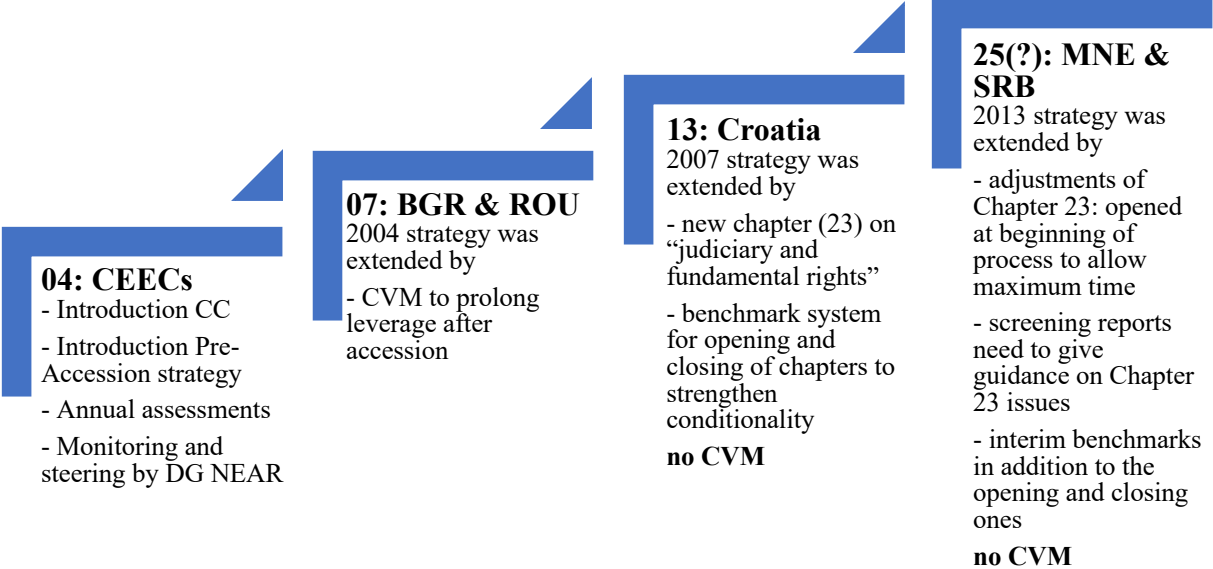 04: CEECs
- Introduction CC
- Introduction Pre-
Accession strategy
- Annual assessments
- Monitoring and
steering by DG NEAR
07: BGR & ROU
2004 strategy was
extended by
- CVM to prolong
leverage after
accession
13: Croatia
2007 strategy was
extended by
- new chapter (23) on
“judiciary and
fundamental rights”
- benchmark system
for opening and
closing of chapters to
strengthen
conditionality
no CVM
25(?): MNE &
SRB
2013 strategy was
extended by
- adjustments of
Chapter 23: opened
at beginning of
process to allow
maximum time
- screening reports
need to give
guidance on Chapter
23 issues
- interim benchmarks
in addition to the
opening and closing
ones
no CVM